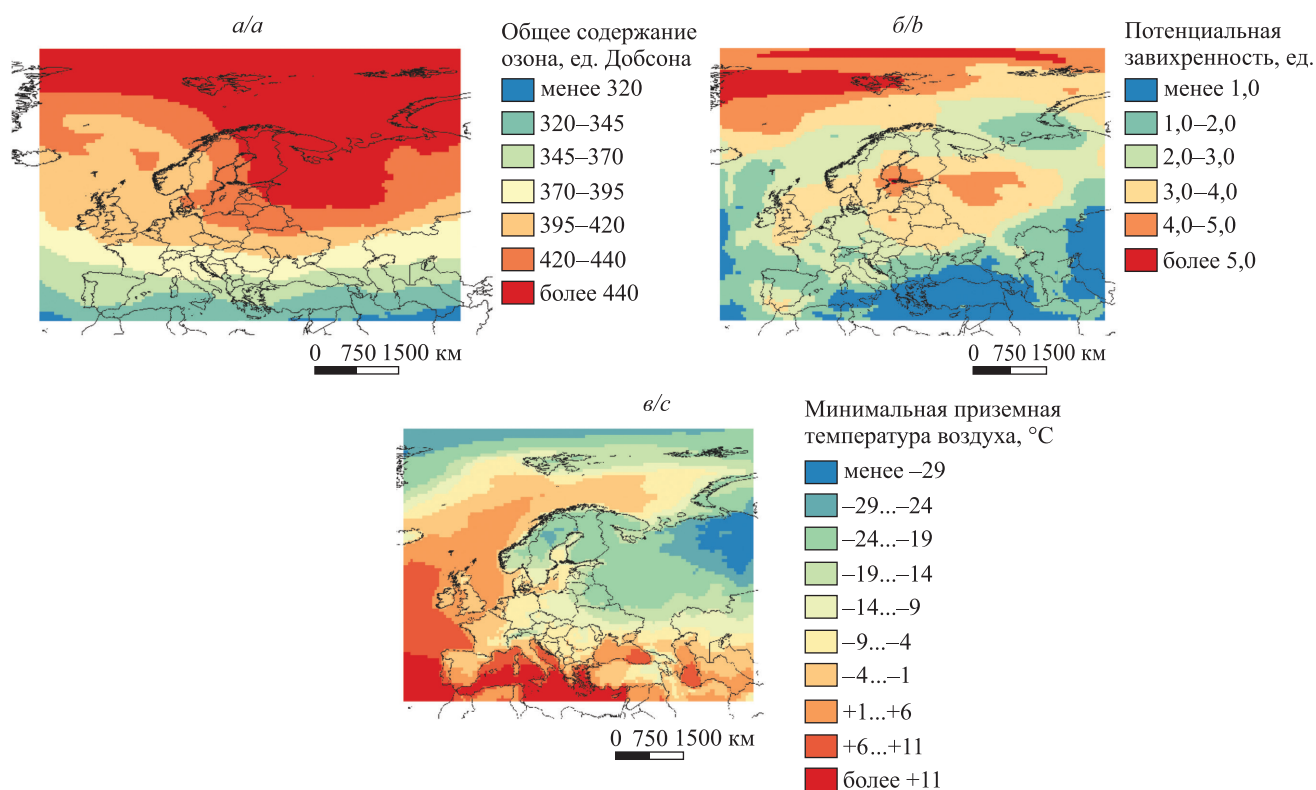 а/a
Общее содержание
озона, ед. Добсона
менее 320
320–345
345–370
370–395
395–420
420–440
более 440
0 750 1500 км
б/b
Потенциальная
завихренность, ед.
менее 1,0
1,0–2,0
2,0–3,0
3,0–4,0
4,0–5,0
более 5,0
0 750 1500 км
в/c
Минимальная приземная
температура воздуха, °С
менее –29
–29...–24
–24...–19
–19...–14
–14...–9
–9...–4
–4...–1
+1...+6
+6...+11
более +11
0 750 1500 км